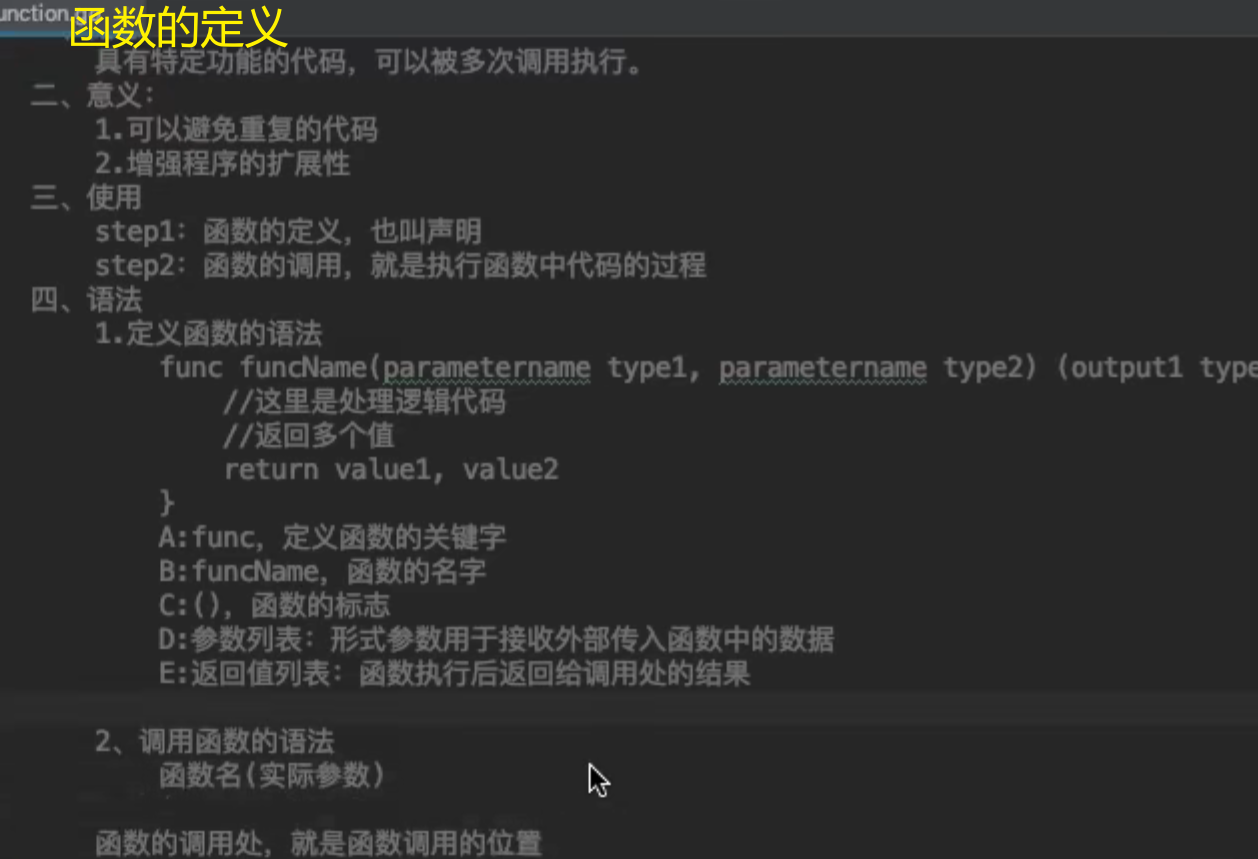 函数的定义
具有特定功能的代码，可以被多次调用执行。
二、意义：
1.可以避免重复的代码
2.增强程序的扩展性
三、使用
step1：函数的定义，也叫声明
step2：函数的调用，就是执行函数中代码的过程
四、语法
1.定义函数的语法
func funcName(parametername type1, parametername type2) (output1 type
//这里是处理逻辑代码
//返回多个值
return value1, value2
}
A:func，定义函数的关键字
B:funcName，函数的名字
C:()，函数的标志
D:参数列表：形式参数用于接收外部传入函数中的数据
E:返回值列表：函数执行后返回给调用处的结果
2、调用函数的语法
函数名(实际参数)
函数的调用处，就是函数调用的位置